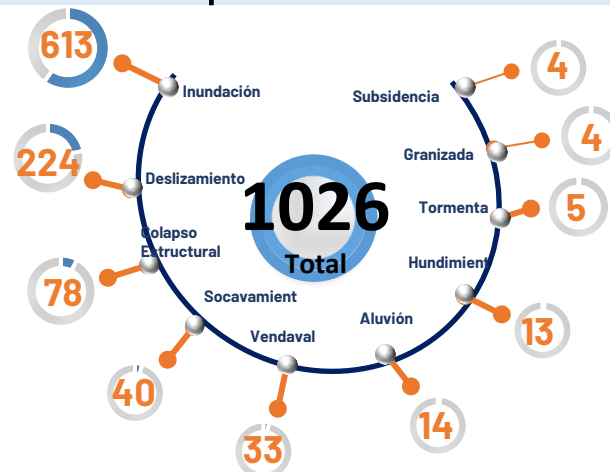 613
Inundación
224
Deslizamiento
Colapso
Estructural
78
Socavamient
40
Vendaval
33
1026
Total
Subsidencia
4
Granizada
4
Tormenta
5
Hundimient
13
Aluvión
14